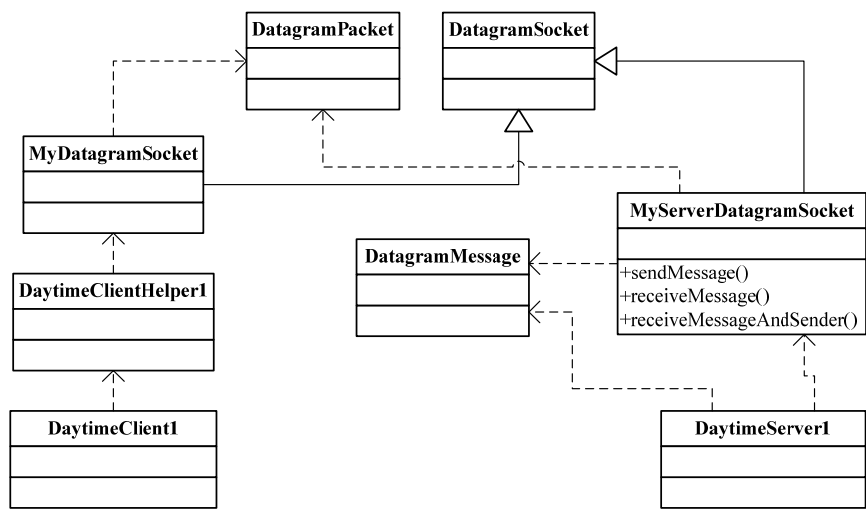 DatagramPacket
DatagramSocket
MyDatagramSocket
MyServerDatagramSocket
+sendMessage()
+receiveMessage()
+receiveMessageAndSender()
DatagramMessage
DaytimeClientHelper1
DaytimeClient1
DaytimeServer1